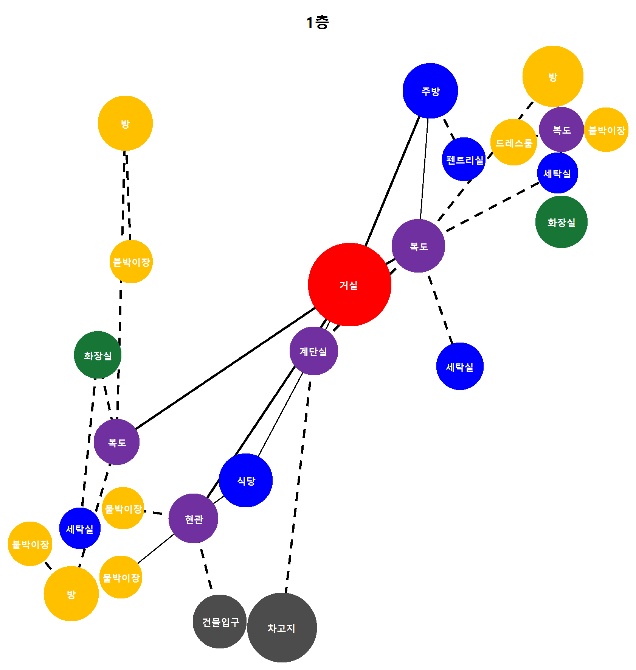 1층
방
주방
방
복도
붙박이장
드레스룸
펜트리실
세탁실
화장실
복도
붙박이장
거실
계단실
화장실
세탁실
복도
식당
붙박이장
현관
세탁실
붙박이장
붙박이장
방
건물입구
차고지